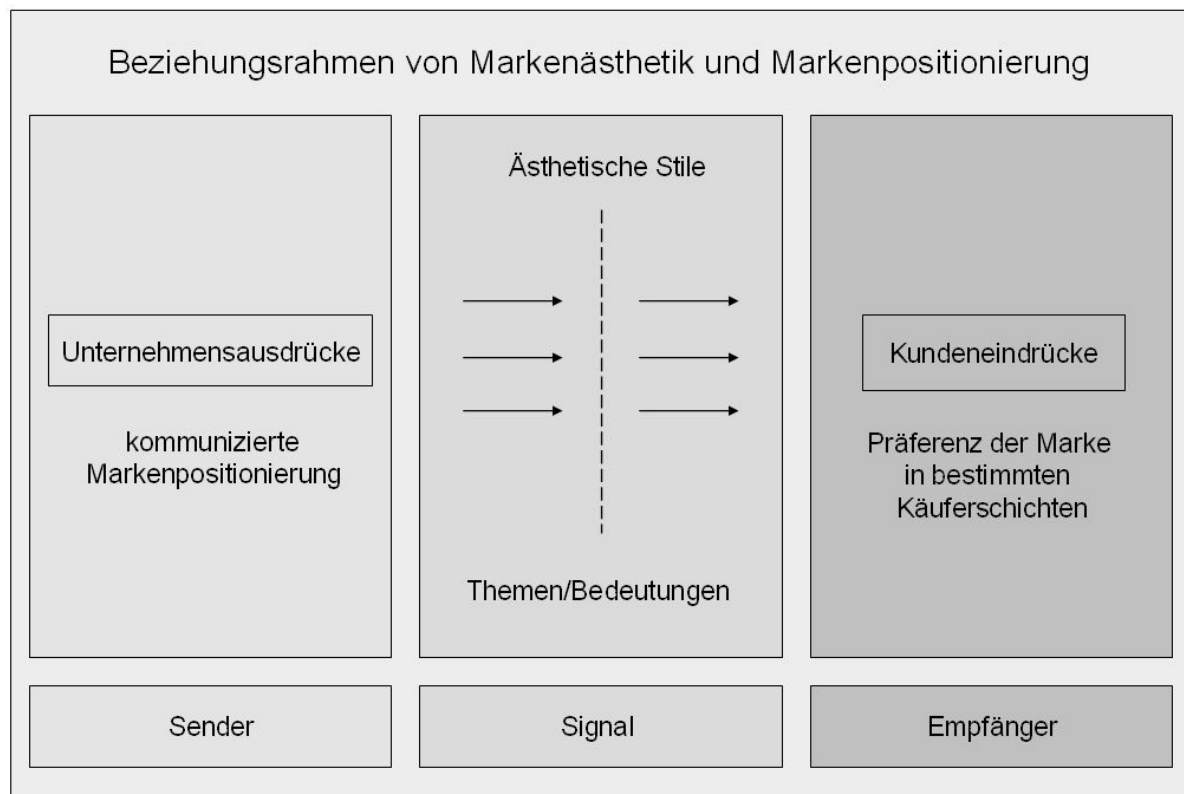 Beziehungsrahmen von Markenästhetik und Markenpositionierung
Unternehmensausdrücke
kommunizierte
Markenpositionierung
Ästhetische Stile
Themen/Bedeutungen
Kundeneindrücke
Präferenz der Marke
in bestimmten
Käuferschichten
Sender
Signal
Empfänger